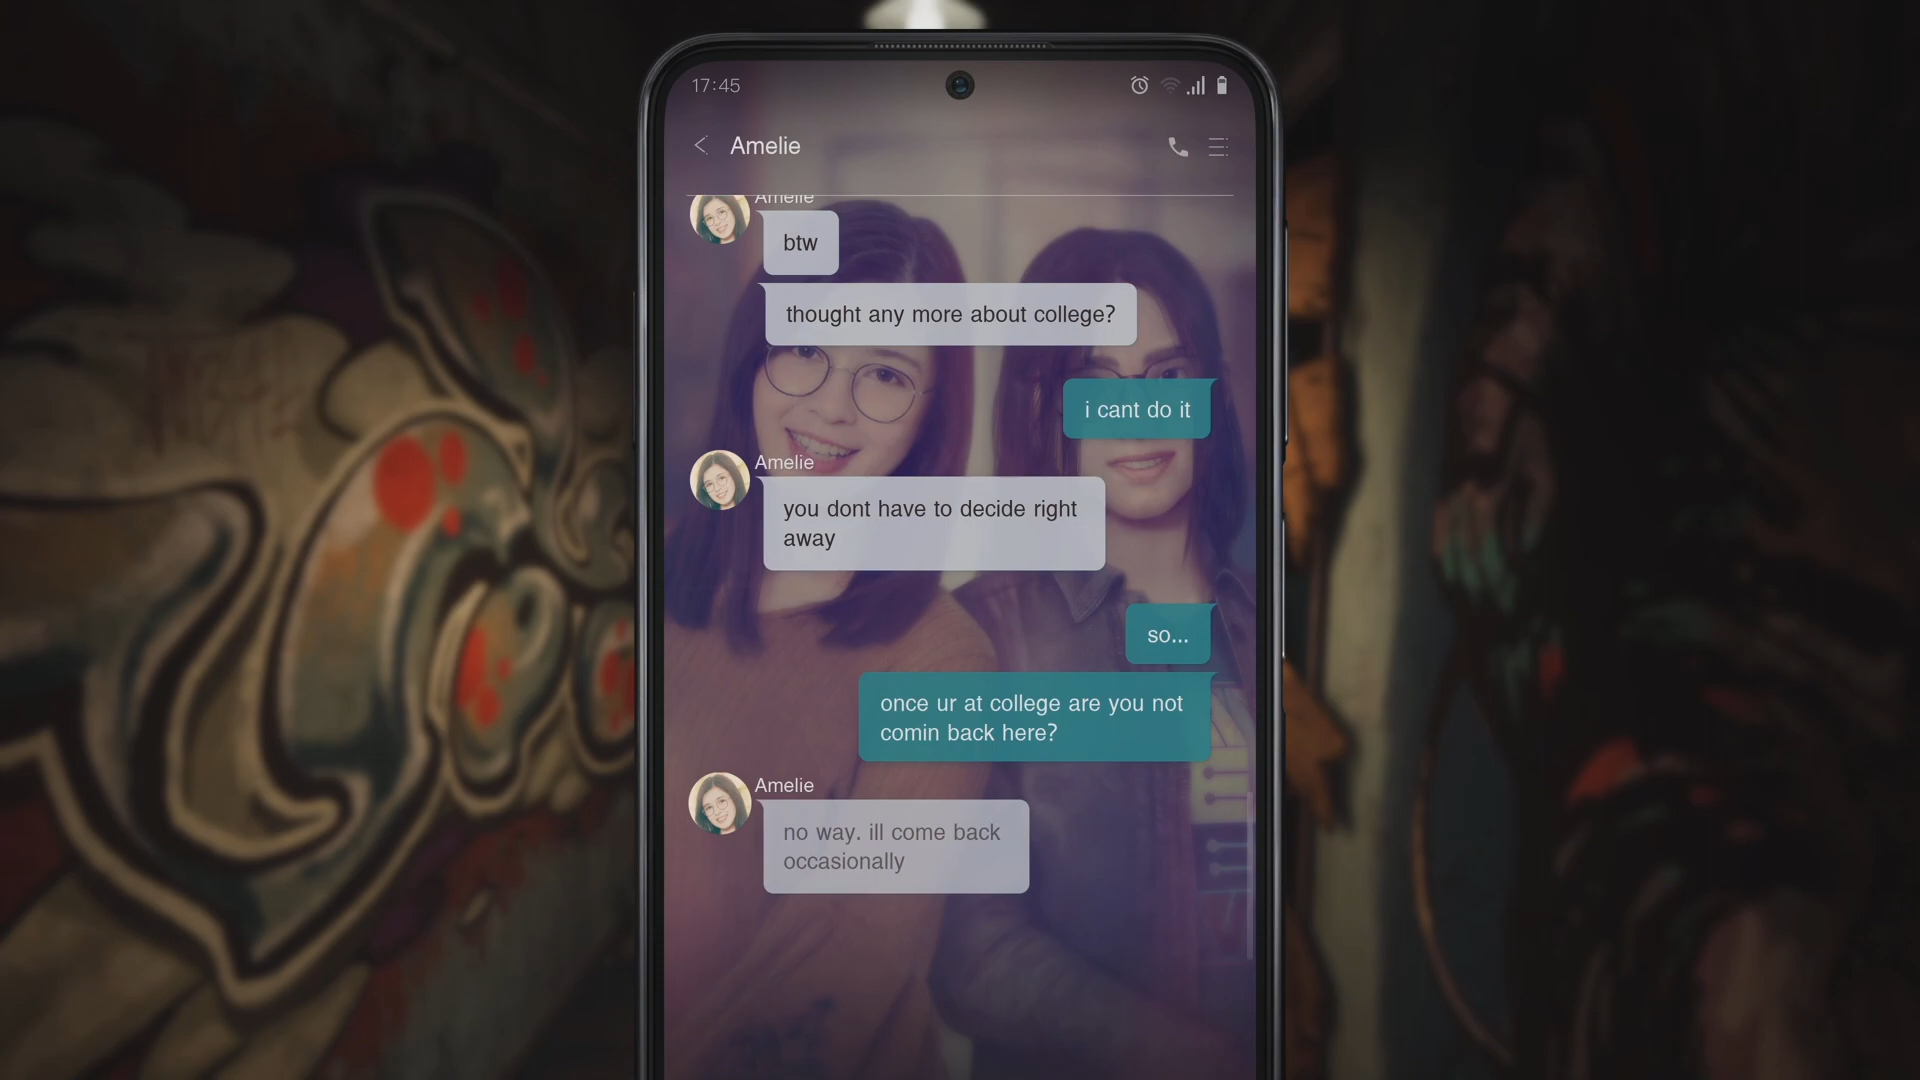 17:45
Amelie
Amelie
btw
thought any more about college?
i cant do it
Amelie
you dont have to decide right
away
so...
once ur at college are you not
comin back here?
Amelie
no way. ill come back
occasionally